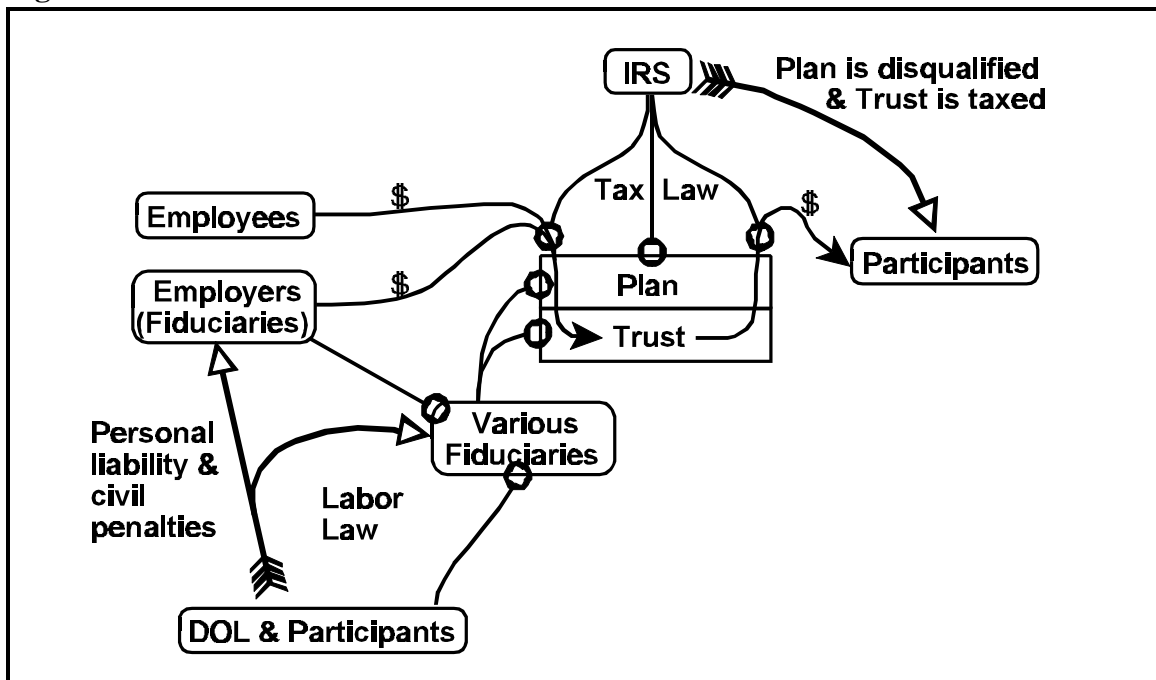 IRS
Plan is disqualified
& Trust is taxed
Tax Law
$
Employees
$
Participants
Employers
(Fiduciaries)
$
Plan
Trust
Various
Fiduciaries
Personal
liability &
civil
penalties
Labor
Law
DOL & Participants